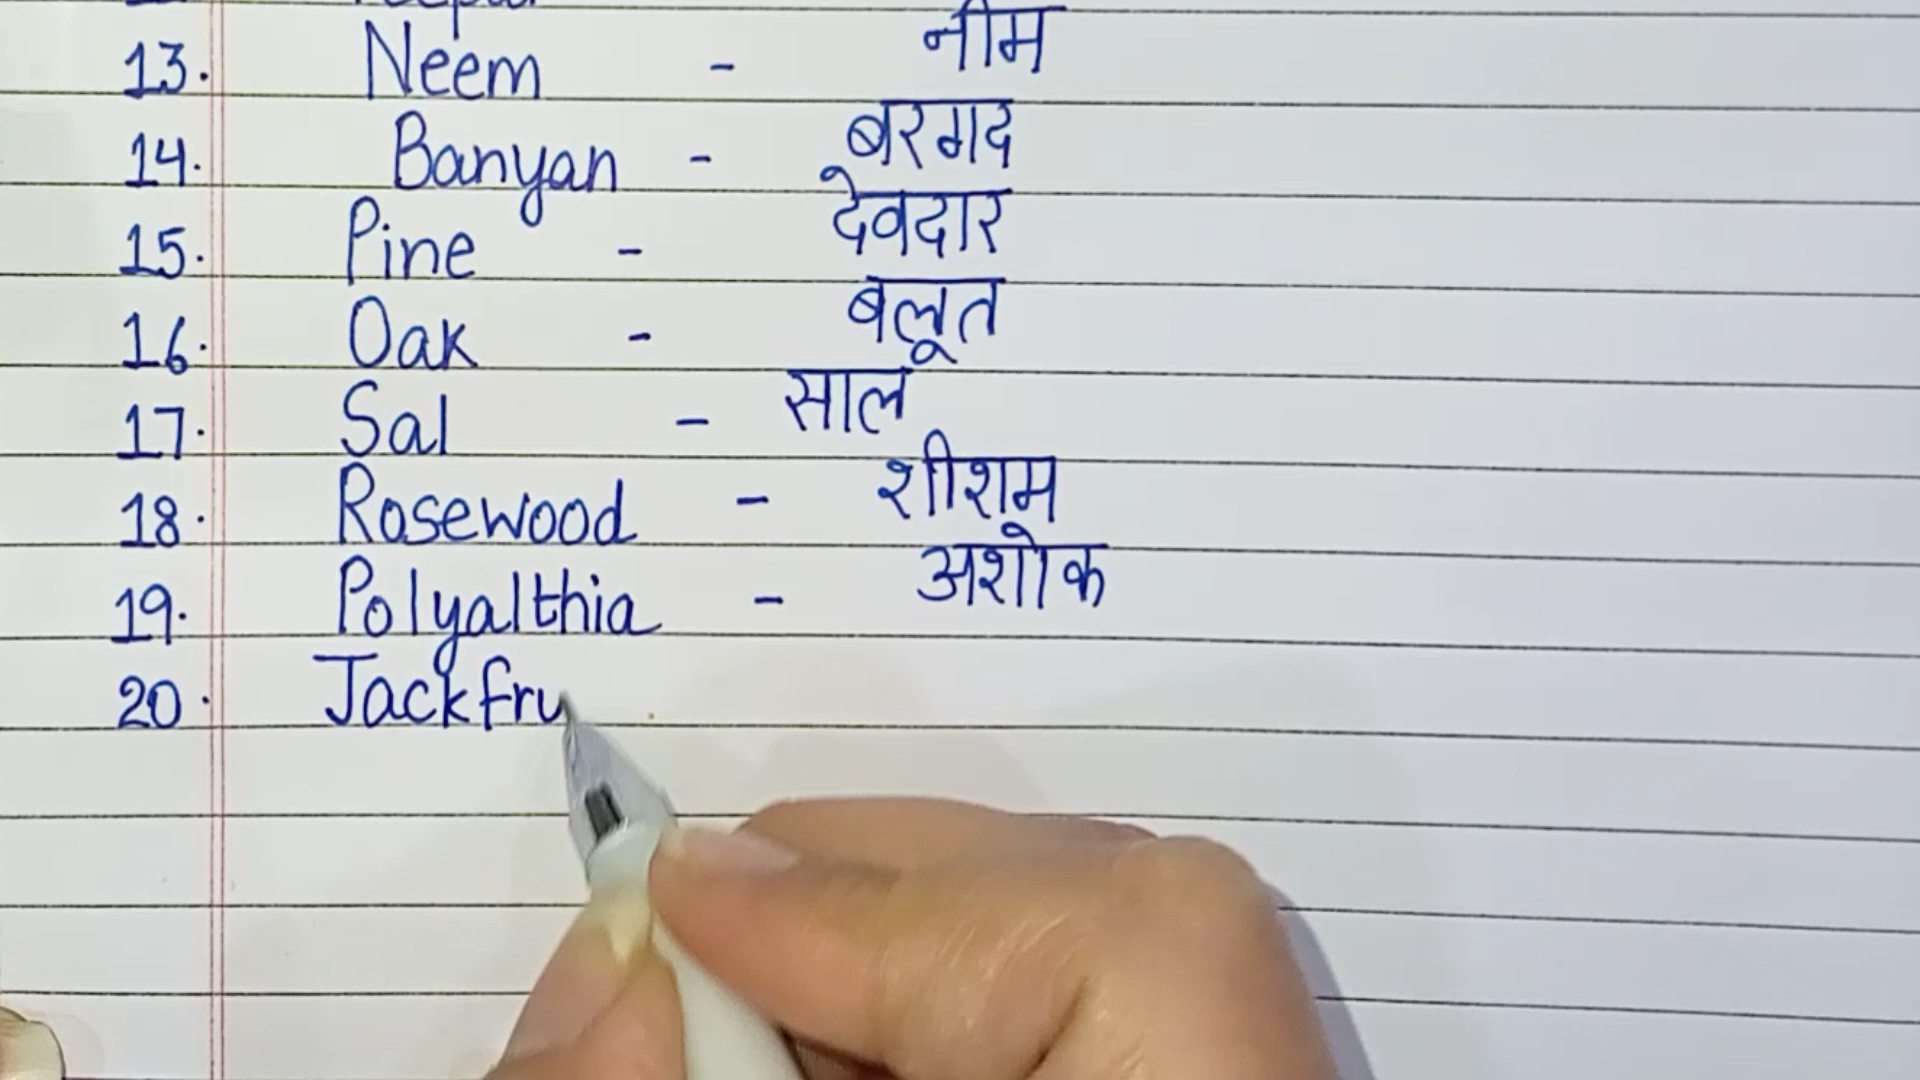 13. Neem - नीम
14. Banyan - बरगद
15. Pine - देवदार
16. Oak - बलूत
17. Sal - साल
18. Rosewood - शीशम
19. Polyalthia - अशोक
20. Jackfru